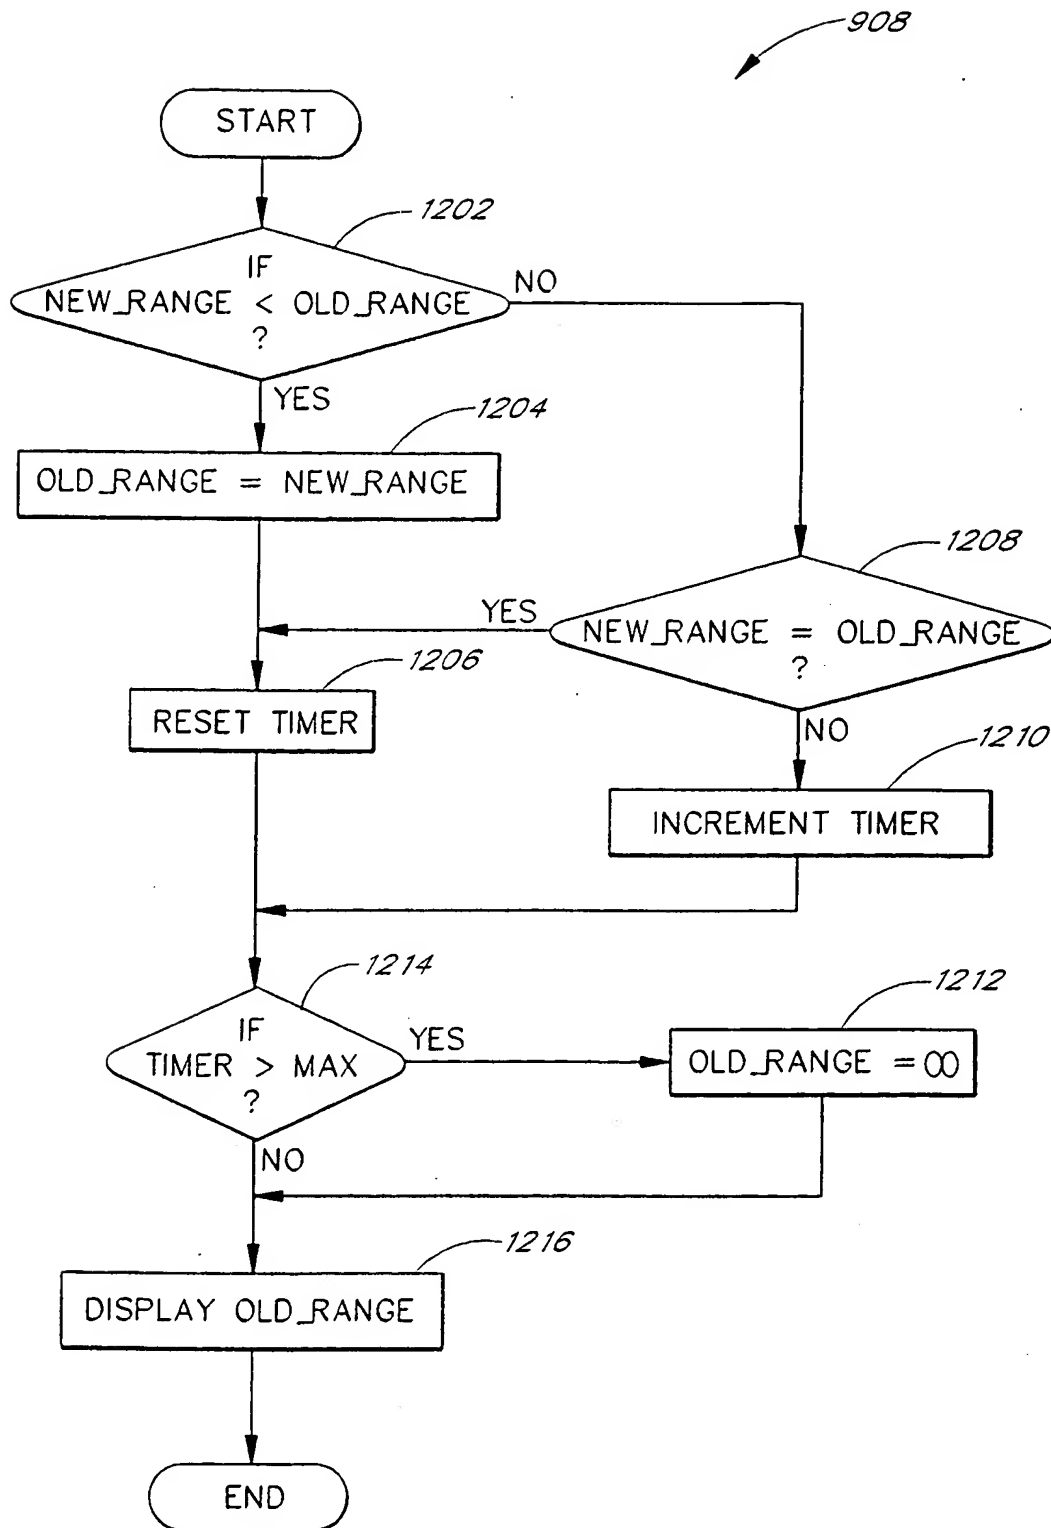 908
START
1202
IF
NEW_RANGE < OLD_RANGE
?
NO
YES
1204
OLD_RANGE = NEW_RANGE
1208
YES
NEW_RANGE = OLD_RANGE
?
1206
RESET TIMER
NO
1210
INCREMENT TIMER
1214
IF
TIMER > MAX
?
YES
1212
OLD_RANGE = ∞
NO
1216
DISPLAY OLD_RANGE
END